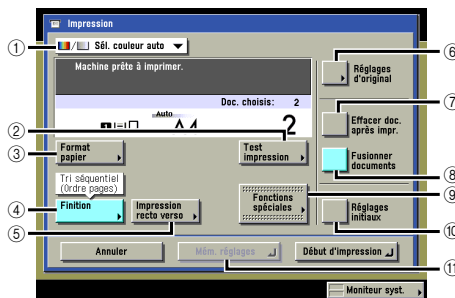 Impression
① Sél. couleur auto
Machine prête à imprimer.
Doc. choisis: 2
Auto
A4
2
② Test impression
③ Format papier
Tri séquentiel
(Ordre pages)
④ Finition
⑤ Impression recto verso
⑥ Réglages d'original
⑦ Effacer doc. après impr.
⑧ Fusionner documents
⑨ Fonctions spéciales
⑩ Réglages initiaux
Annuler
⑪ Mém. réglages
Début d'impression
Moniteur syst.